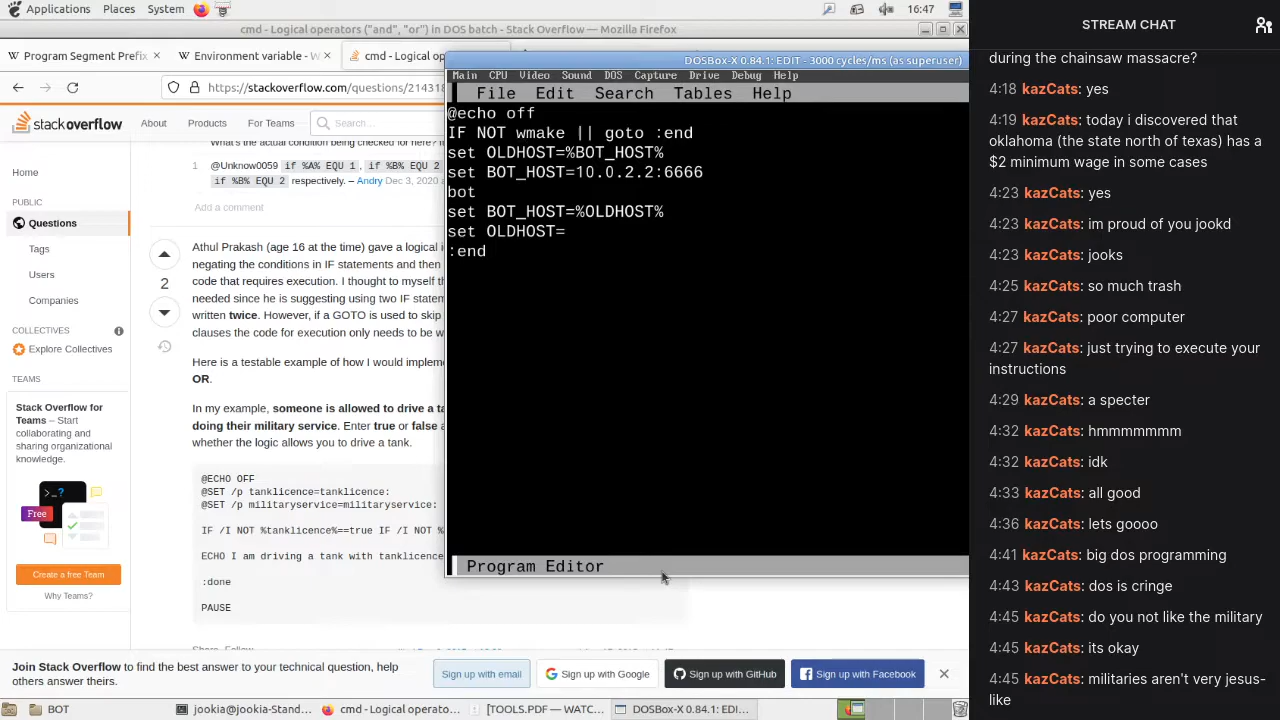 Applications Places System 16:47
cmd - Logical operators ("and", "or") in DOS batch - Stack Overflow — Mozilla Firefox
Program Segment Prefix
Environment variable - W
cmd - Logical operators
https://stackoverflow.com/questions/214318
stackoverflow
About Products For Teams Search...
Home
PUBLIC
Questions
Tags
Users
Companies
COLLECTIVES
Explore Collectives
TEAMS
Stack Overflow for
Teams – Start
collaborating and
sharing organizational
knowledge.
Free
Create a free Team
Why Teams?
1 @Unknow0059 if %A% EQU 1 , if %B% EQU 2
if %B% EQU 2 respectively. – Andry Dec 3, 2020 a
Add a comment
2
Athul Prakash (age 16 at the time) gave a logical i
negating the conditions in IF statements and then
code that requires execution. I thought to myself t
needed since he is suggesting using two IF statem
written twice. However, if a GOTO is used to skip
clauses the code for execution only needs to be w
Here is a testable example of how I would impleme
OR.
In my example, someone is allowed to drive a ta
doing their military service. Enter true or false a
whether the logic allows you to drive a tank.
@ECHO OFF
@SET /p tanklicence=tanklicence:
@SET /p militaryservice=militaryservice:
IF /I NOT %tanklicence%==true IF /I NOT %
ECHO I am driving a tank with tanklicence
:done
PAUSE
DOSBox-X 0.84.1: EDIT - 3000 cycles/ms (as superuser)
Main CPU Video Sound DOS Capture Drive Debug Help
File Edit Search Tables Help
@echo off
IF NOT wmake || goto :end
set OLDHOST=%BOT_HOST%
set BOT_HOST=10.0.2.2:6666
bot
set BOT_HOST=%OLDHOST%
set OLDHOST=
:end
Program Editor
Join Stack Overflow to find the best answer to your technical question, help
others answer theirs.
Sign up with email
Sign up with Google
Sign up with GitHub
Sign up with Facebook
BOT
jookia@jookia-Stand...
cmd - Logical operato...
[TOOLS.PDF — WATC...
DOSBox-X 0.84.1: EDI...
STREAM CHAT
during the chainsaw massacre?
4:18 kazCats: yes
4:19 kazCats: today i discovered that
oklahoma (the state north of texas) has a
$2 minimum wage in some cases
4:23 kazCats: yes
4:23 kazCats: im proud of you jookd
4:23 kazCats: jooks
4:25 kazCats: so much trash
4:27 kazCats: poor computer
4:27 kazCats: just trying to execute your
instructions
4:29 kazCats: a specter
4:32 kazCats: hmmmmmmm
4:32 kazCats: idk
4:33 kazCats: all good
4:36 kazCats: lets goooo
4:41 kazCats: big dos programming
4:43 kazCats: dos is cringe
4:45 kazCats: do you not like the military
4:45 kazCats: its okay
4:45 kazCats: militaries aren't very jesus-
like